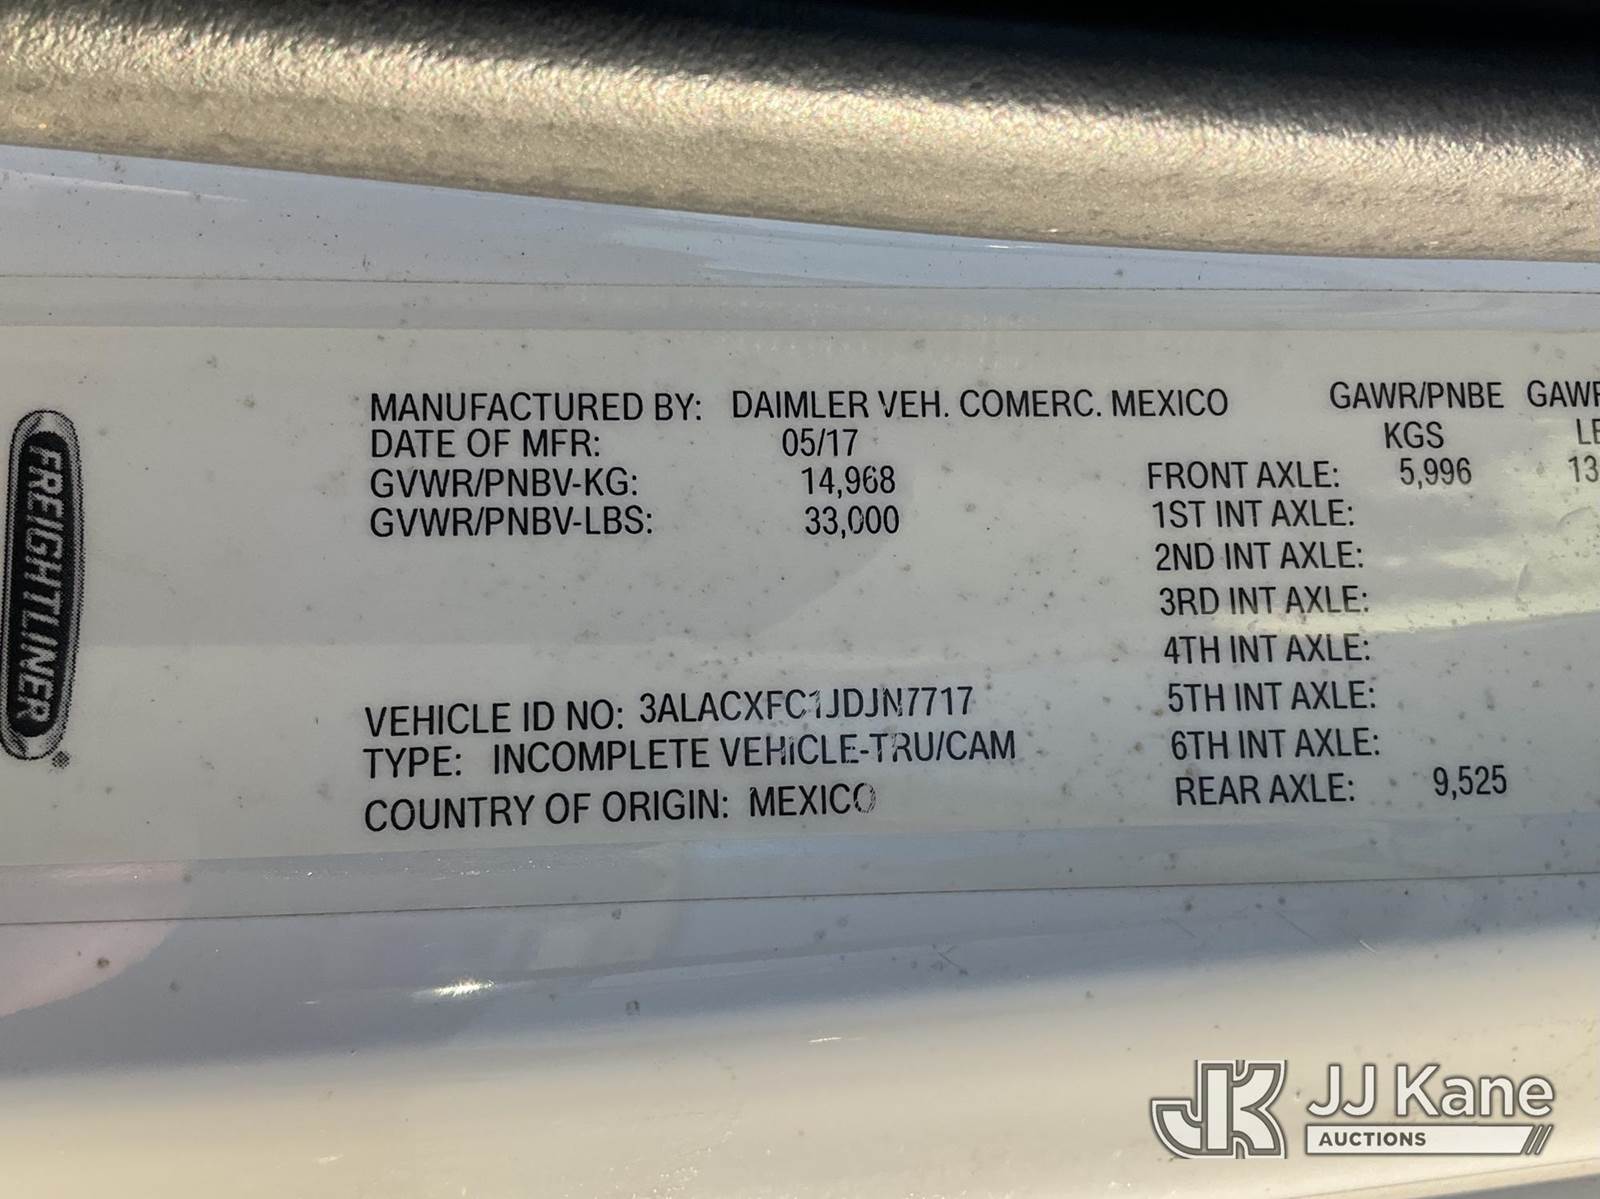 FREIGHTLINER
MANUFACTURED BY: DAIMLER VEH. COMERC. MEXICO
DATE OF MFR: 05/17
GVWR/PNBV-KG: 14,968
GVWR/PNBV-LBS: 33,000
VEHICLE ID NO: 3ALACXFC1JDJN7717
TYPE: INCOMPLETE VEHICLE-TRU/CAM
COUNTRY OF ORIGIN: MEXICO
GAWR/PNBE
KGS
FRONT AXLE: 5,996
1ST INT AXLE:
2ND INT AXLE:
3RD INT AXLE:
4TH INT AXLE:
5TH INT AXLE:
6TH INT AXLE:
REAR AXLE: 9,525
JK JJ Kane
AUCTIONS